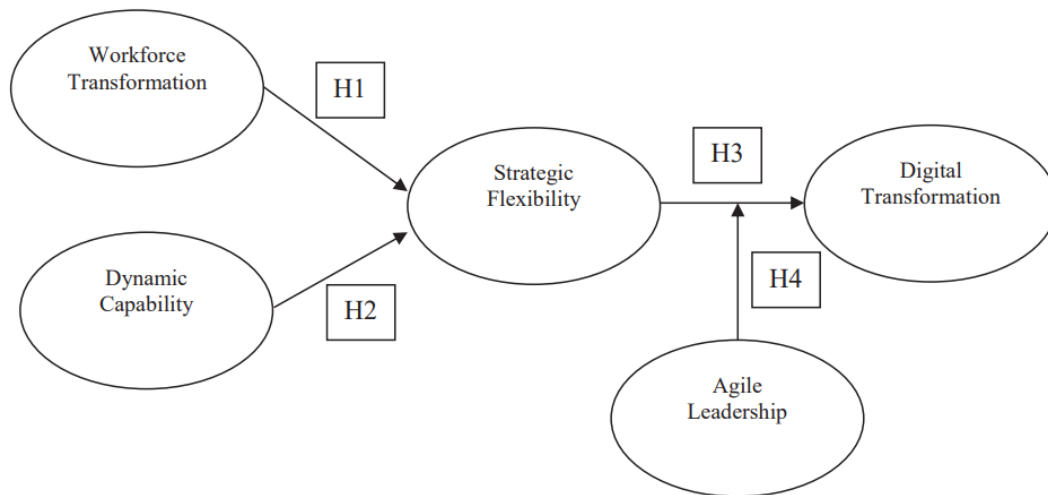 Workforce
Transformation
H1
Strategic
Flexibility
H3
Digital
Transformation
Dynamic
Capability
H2
H4
Agile
Leadership